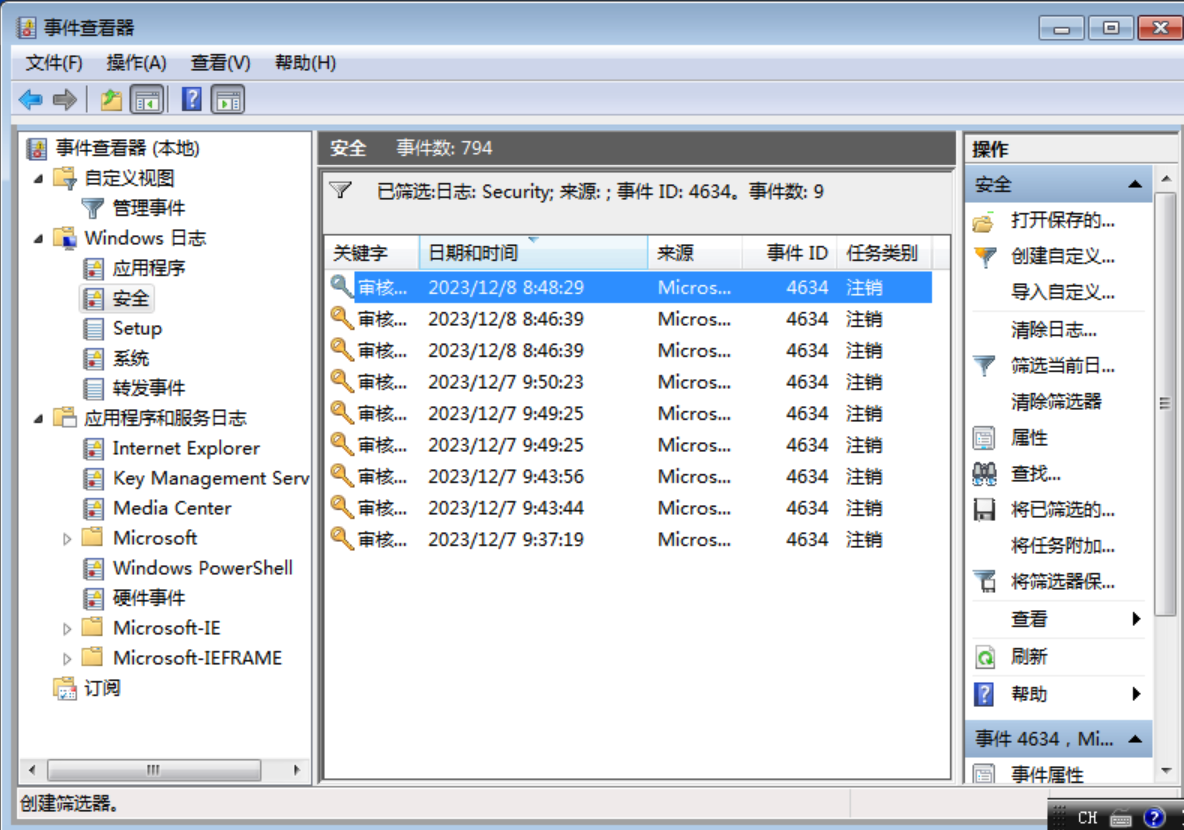 事件查看器
文件(F) 操作(A) 查看(V) 帮助(H)
事件查看器 (本地)
自定义视图
管理事件
Windows 日志
应用程序
安全
Setup
系统
转发事件
应用程序和服务日志
Internet Explorer
Key Management Serv
Media Center
Microsoft
Windows PowerShell
硬件事件
Microsoft-IE
Microsoft-IEFRAME
订阅
安全 事件数: 794
已筛选:日志: Security; 来源: ; 事件 ID: 4634。事件数: 9
关键字 日期和时间 来源 事件 ID 任务类别
审核... 2023/12/8 8:48:29 Micros... 4634 注销
审核... 2023/12/8 8:46:39 Micros... 4634 注销
审核... 2023/12/8 8:46:39 Micros... 4634 注销
审核... 2023/12/7 9:50:23 Micros... 4634 注销
审核... 2023/12/7 9:49:25 Micros... 4634 注销
审核... 2023/12/7 9:49:25 Micros... 4634 注销
审核... 2023/12/7 9:43:56 Micros... 4634 注销
审核... 2023/12/7 9:43:44 Micros... 4634 注销
审核... 2023/12/7 9:37:19 Micros... 4634 注销
操作
安全
打开保存的...
创建自定义...
导入自定义...
清除日志...
筛选当前日...
清除筛选器
属性
查找...
将已筛选的...
将任务附加...
将筛选器保...
查看
刷新
帮助
事件 4634，Mi...
事件属性
创建筛选器。
CH